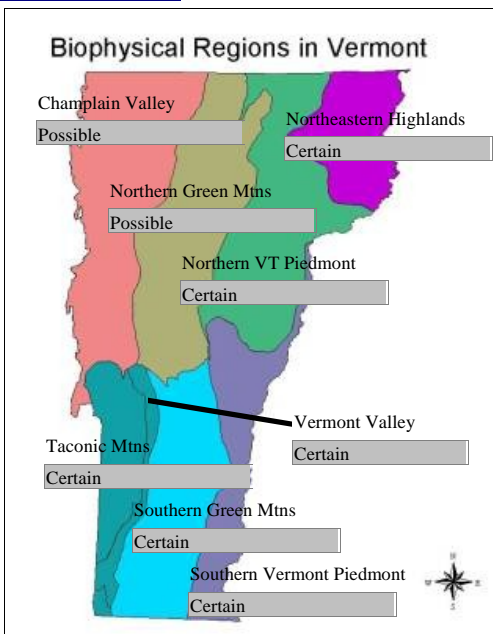 Biophysical Regions in Vermont
Champlain Valley
Possible
Northeastern Highlands
Certain
Northern Green Mtns
Possible
Northern VT Piedmont
Certain
Vermont Valley
Certain
Taconic Mtns
Certain
Southern Green Mtns
Certain
Southern Vermont Piedmont
Certain
N
W
E
S